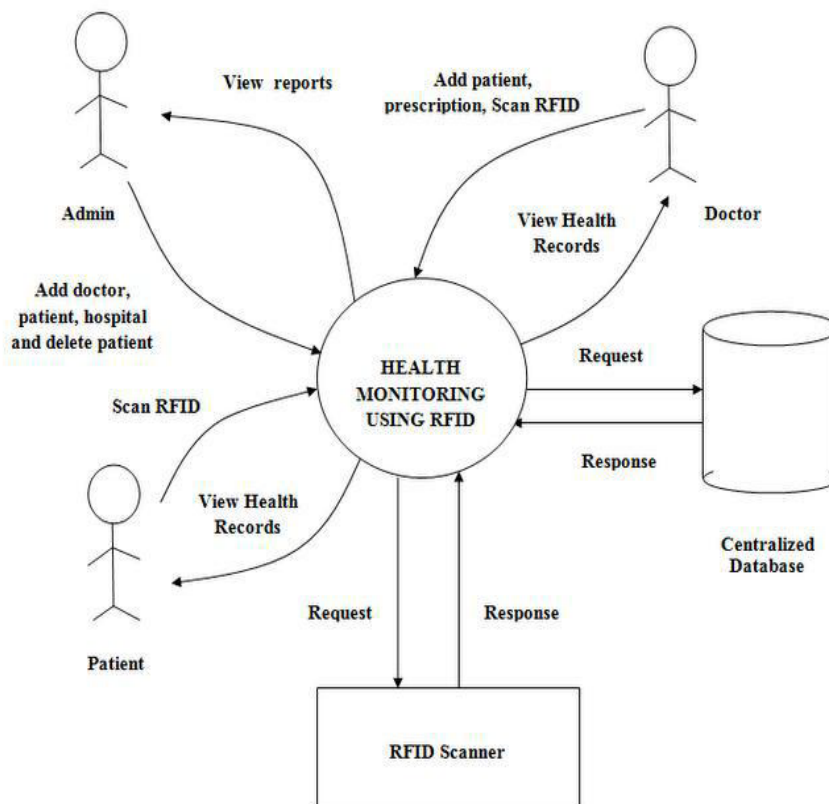 View reports
Add patient,
prescription, Scan RFID
Admin
Doctor
View Health
Records
Add doctor,
patient, hospital
and delete patient
HEALTH
MONITORING
USING RFID
Request
Response
Scan RFID
View Health
Records
Centralized
Database
Request
Response
Patient
RFID Scanner